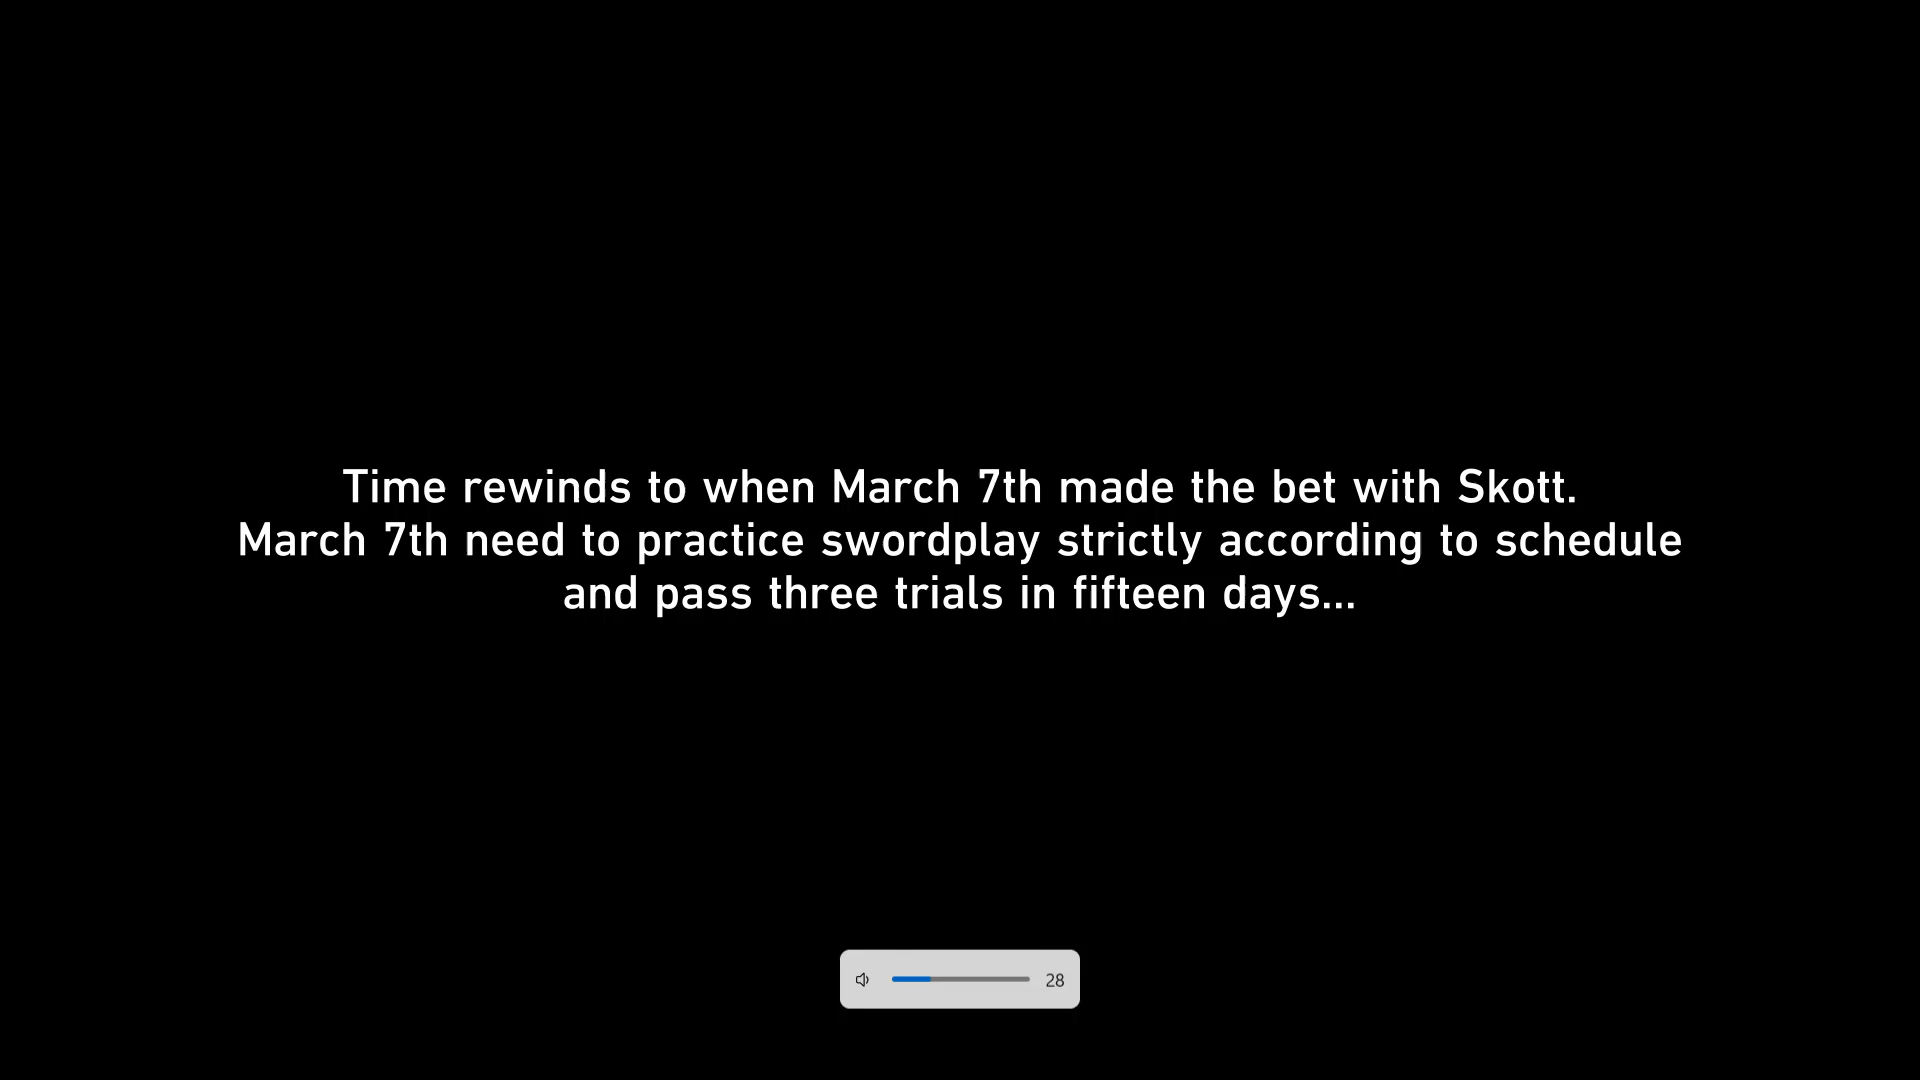 Time rewinds to when March 7th made the bet with Skott.
March 7th need to practice swordplay strictly according to schedule
and pass three trials in fifteen days...
28